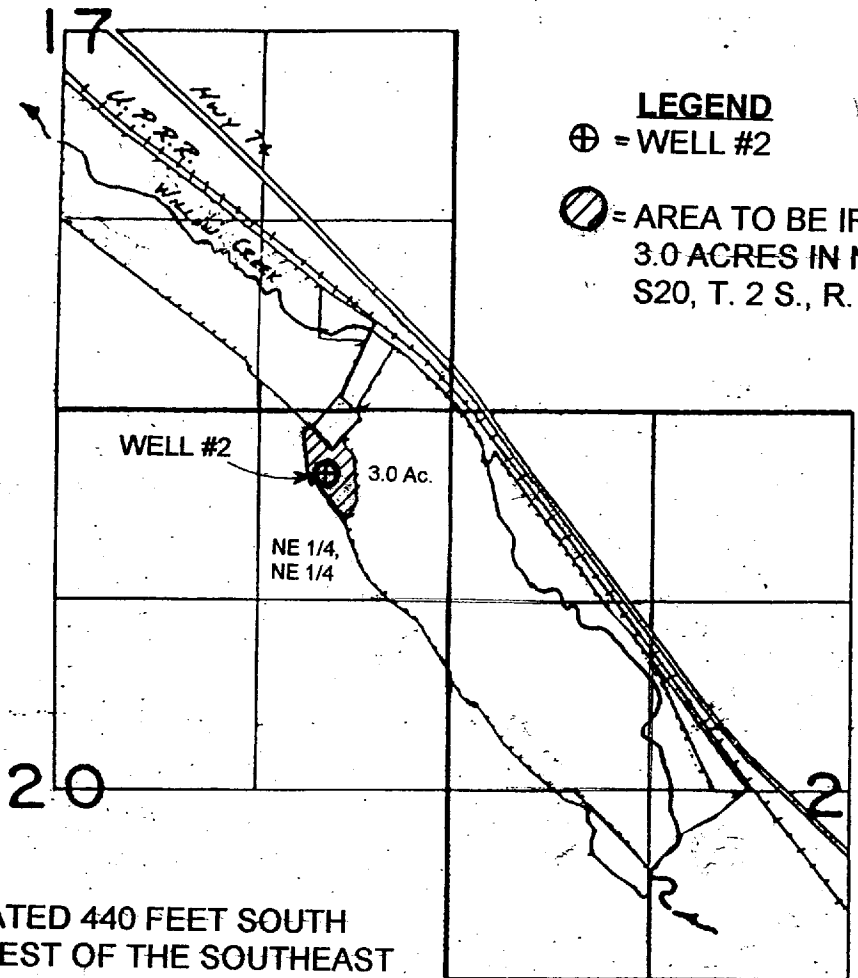 17
U.P.R.R.
HWY 74
WILLOW CREEK
LEGEND
⊕ = WELL #2
= AREA TO BE IR
3.0 ACRES IN N
S20, T. 2 S., R.
WELL #2
3.0 Ac.
NE 1/4,
NE 1/4
20
2
ATED 440 FEET SOUTH
EST OF THE SOUTHEAST